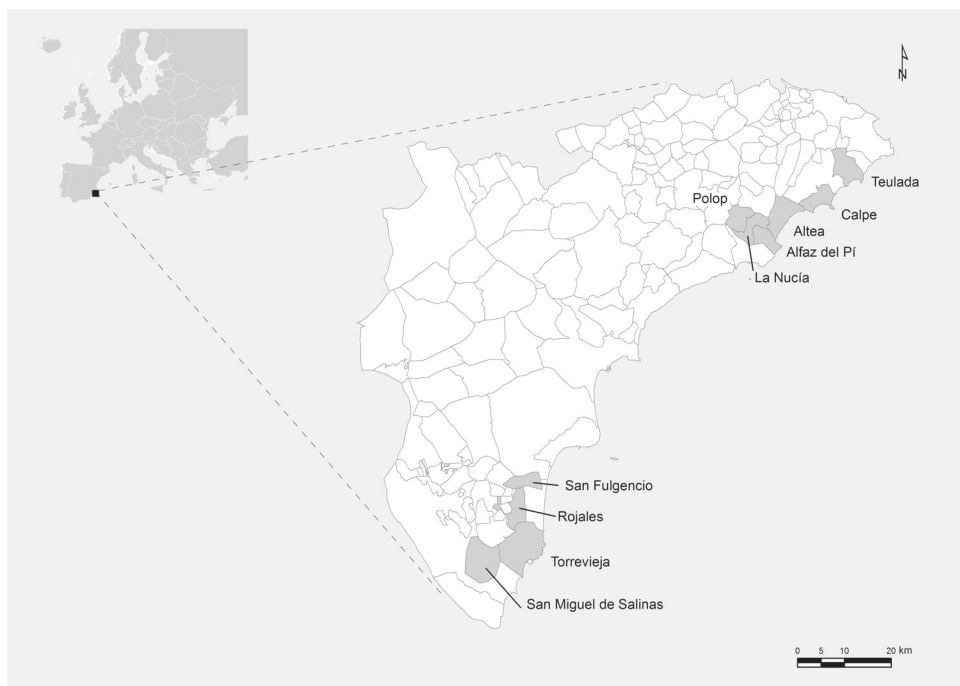 N
Teulada
Polop
Calpe
Altea
Alfaz del Pí
La Nucía
San Fulgencio
Rojales
Torrevieja
San Miguel de Salinas
0 5 10 20 km